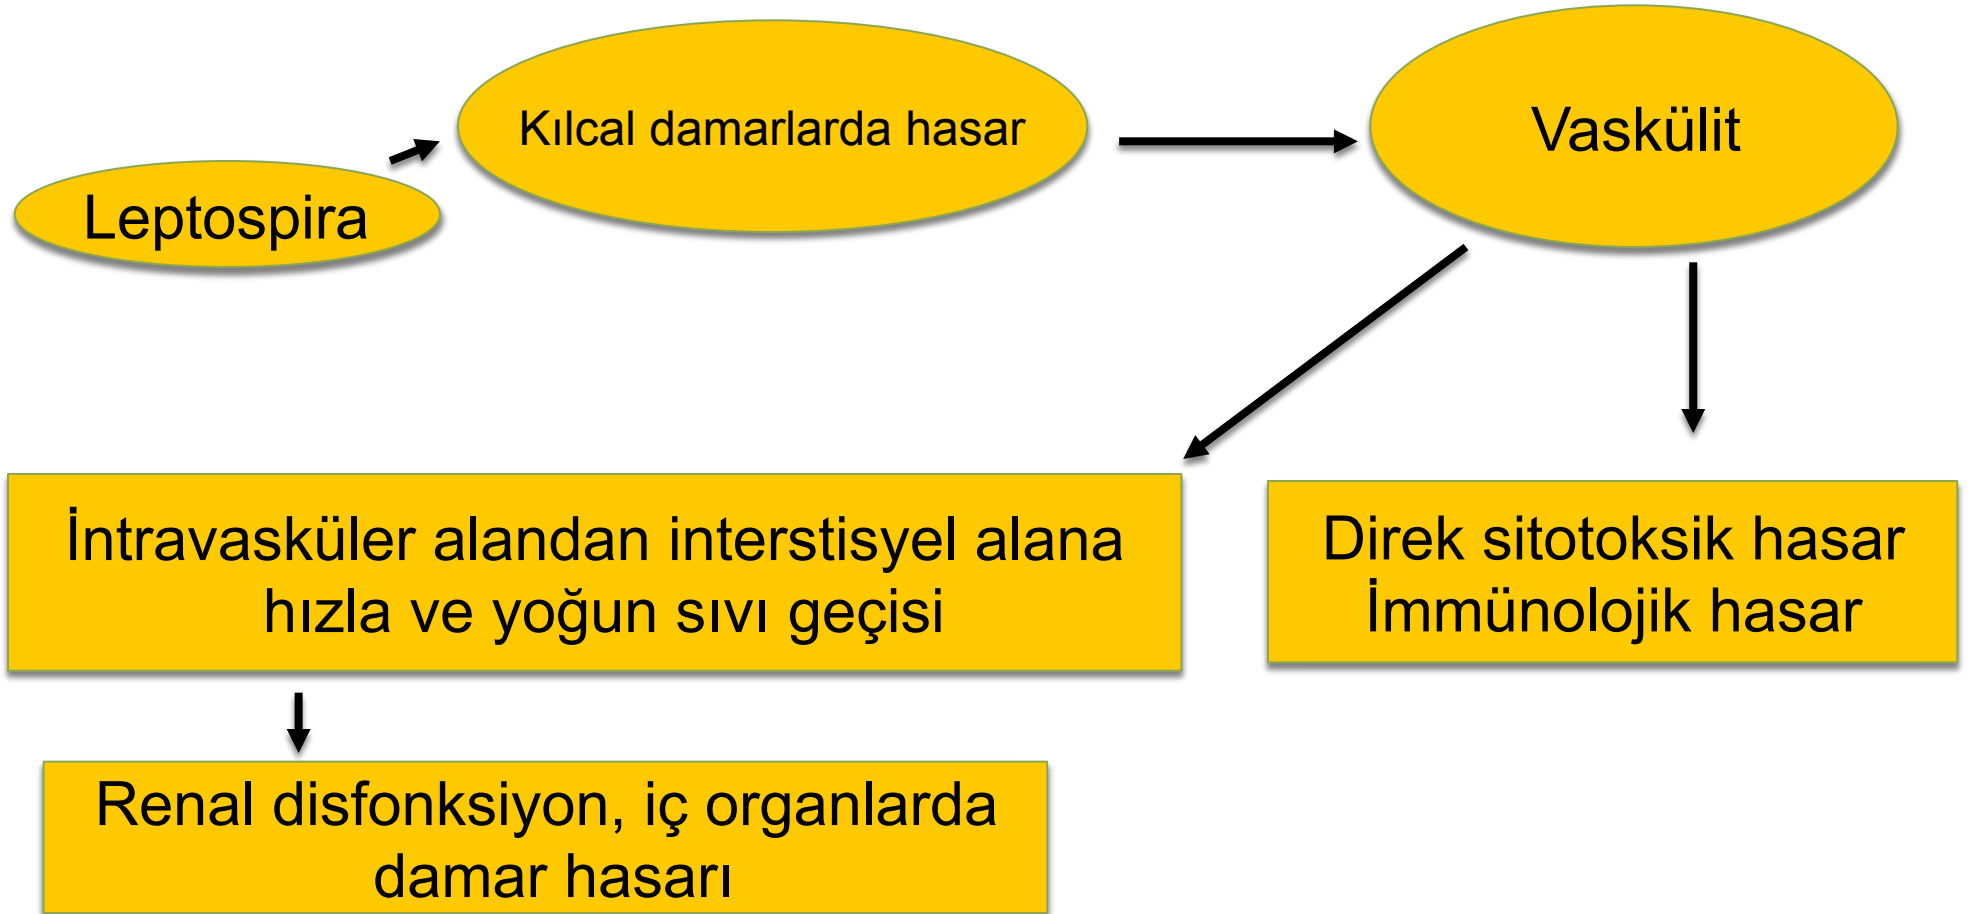 Leptospira
Kılcal damarlarda hasar
Vaskülit
İntravasküler alandan interstisyel alana
hızla ve yoğun sıvı geçisi
Direk sitotoksik hasar
İmmünolojik hasar
Renal disfonksiyon, iç organlarda
damar hasarı